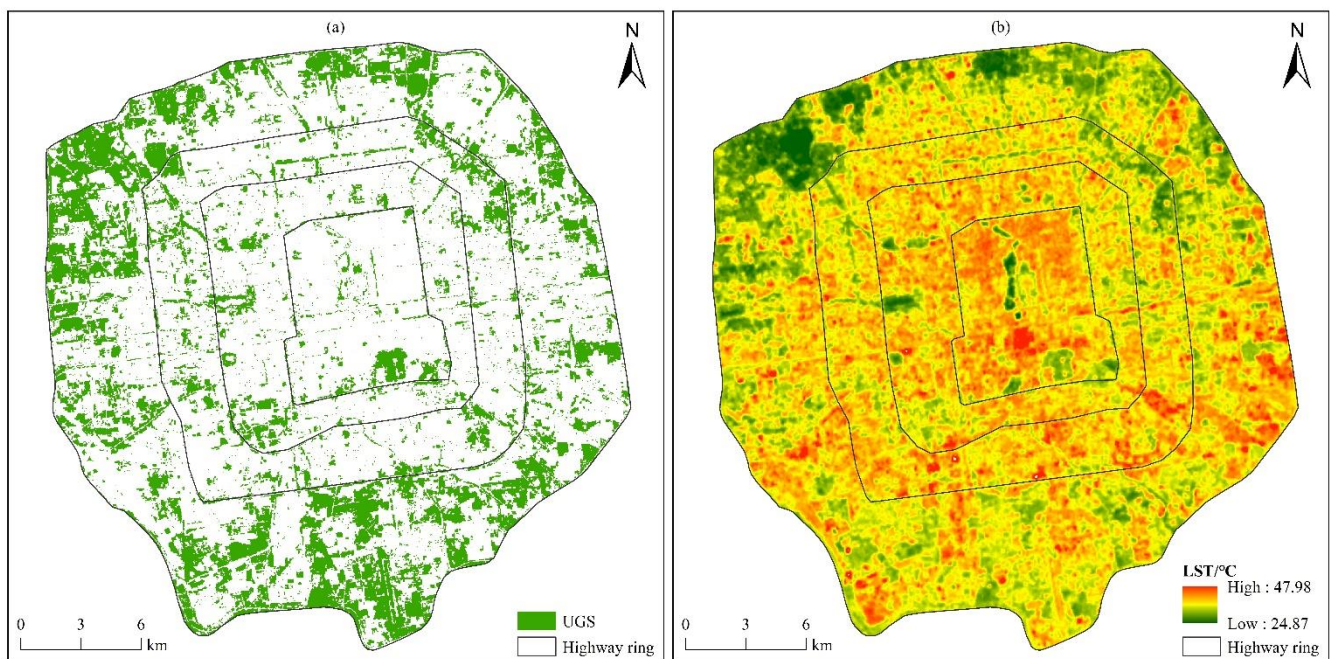 (a)
N
UGS
Highway ring
0 3 6
km
(b)
N
LST/°C
High : 47.98
Low : 24.87
Highway ring
0 3 6
km